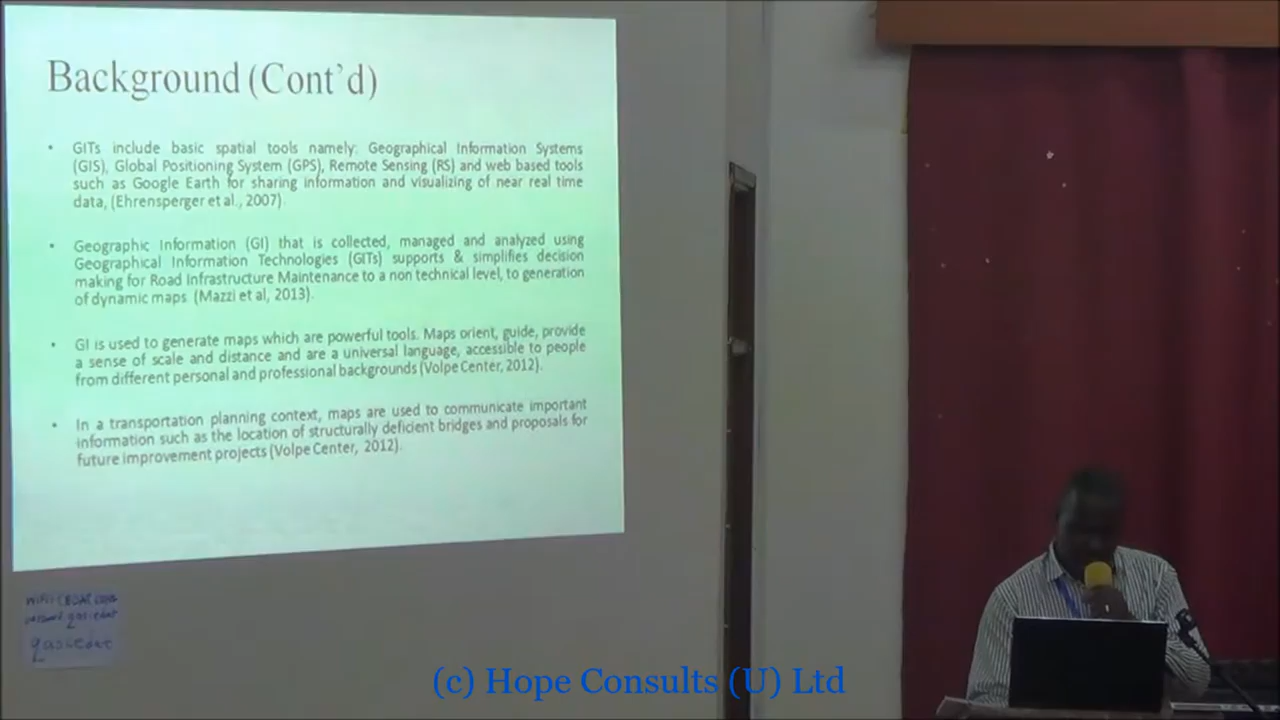 Background (Cont'd)
• GITs include basic spatial tools namely: Geographical Information Systems
(GIS), Global Positioning System (GPS), Remote Sensing (RS) and web based tools
such as Google Earth for sharing information and visualizing of near real time
data, (Ehrensperger et al., 2007).
• Geographic Information (GI) that is collected, managed and analyzed using
Geographical Information Technologies (GITs) supports & simplifies decision
making for Road Infrastructure Maintenance to a non technical level, to generation
of dynamic maps (Mazzi et al, 2013).
• GI is used to generate maps which are powerful tools. Maps orient, guide, provide
a sense of scale and distance and are a universal language, accessible to people
from different personal and professional backgrounds (Volpe Center, 2012).
• In a transportation planning context, maps are used to communicate important
information such as the location of structurally deficient bridges and proposals for
future improvement projects (Volpe Center, 2012).
(c) Hope Consults (U) Ltd